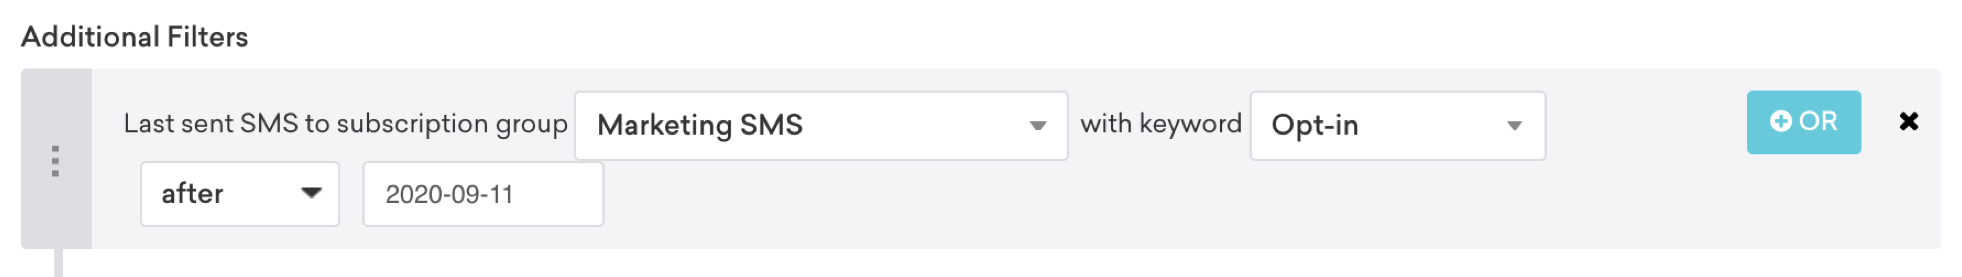 Additional Filters
Last sent SMS to subscription group Marketing SMS with keyword Opt-in OR
after 2020-09-11